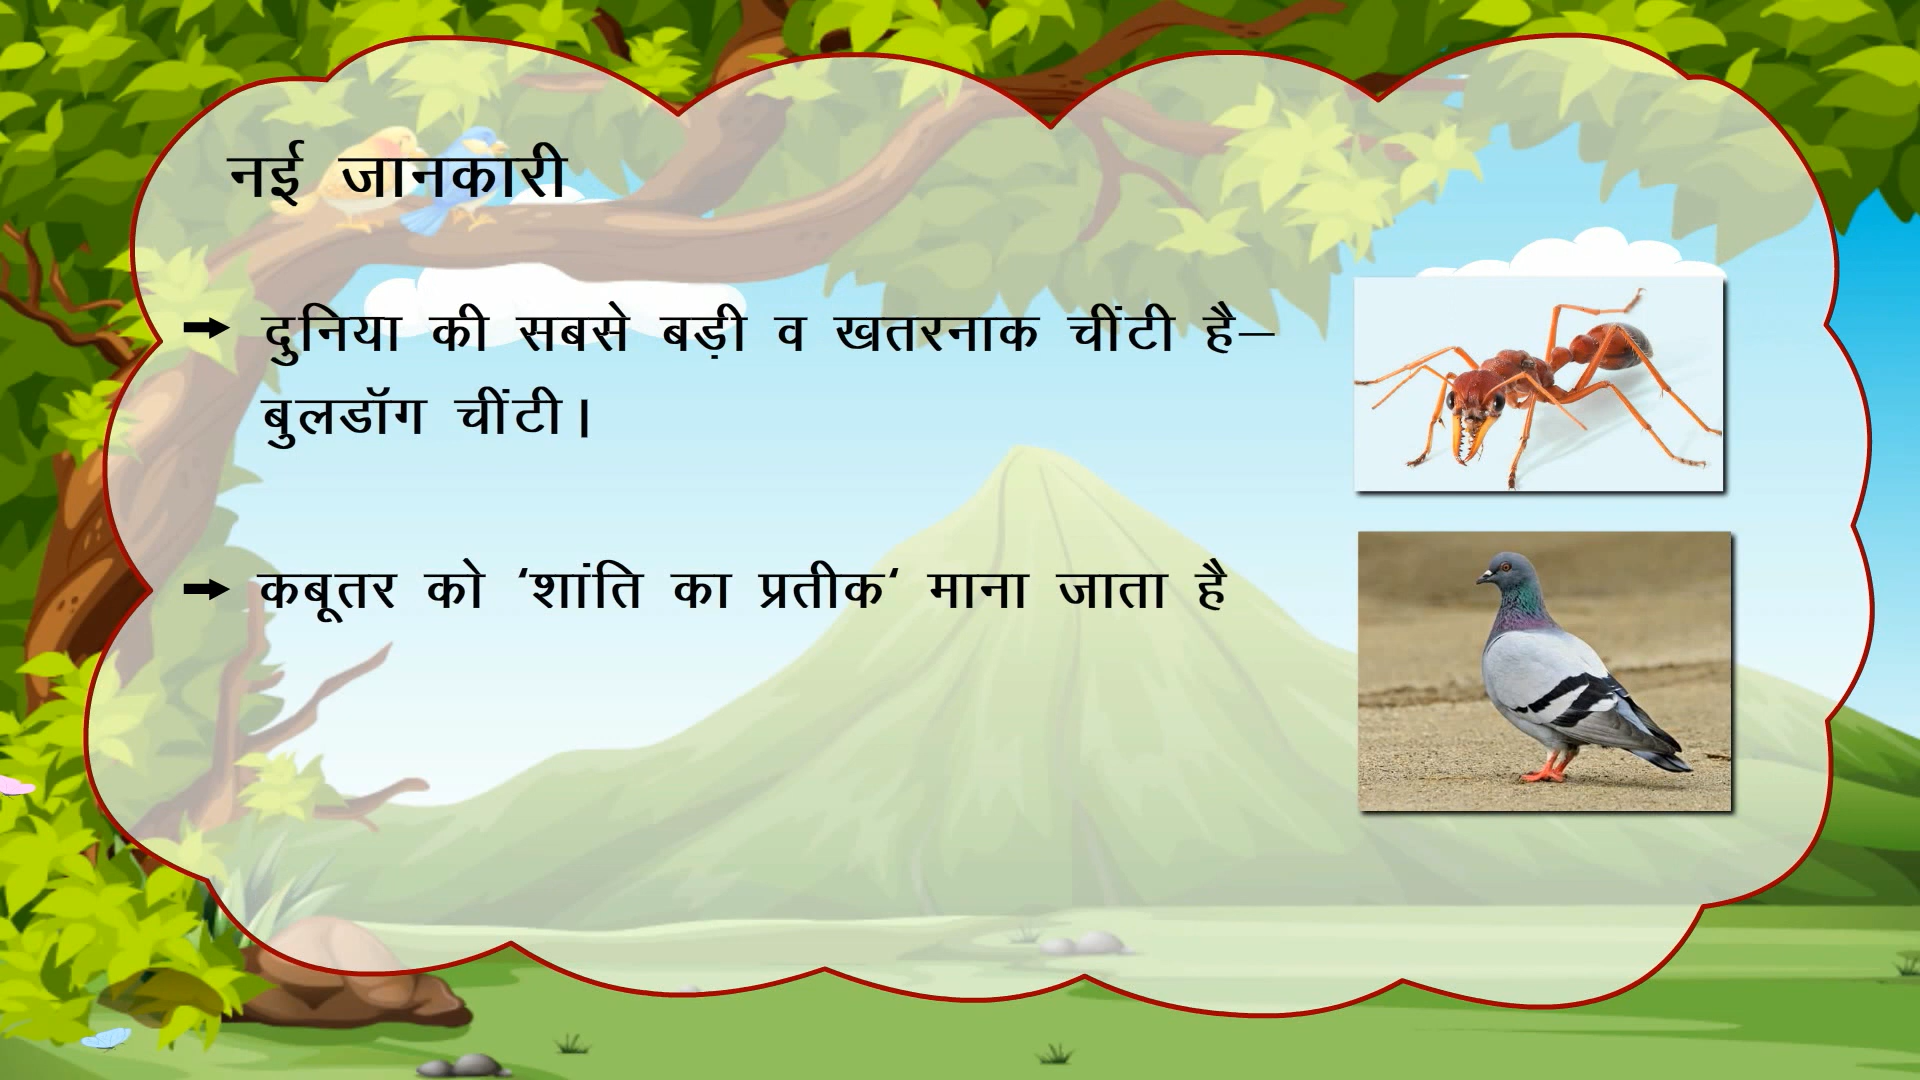 नई जानकारी
➡ दुनिया की सबसे बड़ी व खतरनाक चींटी है–
बुलडॉग चींटी।
➡ कबूतर को ‘शांति का प्रतीक‘ माना जाता है